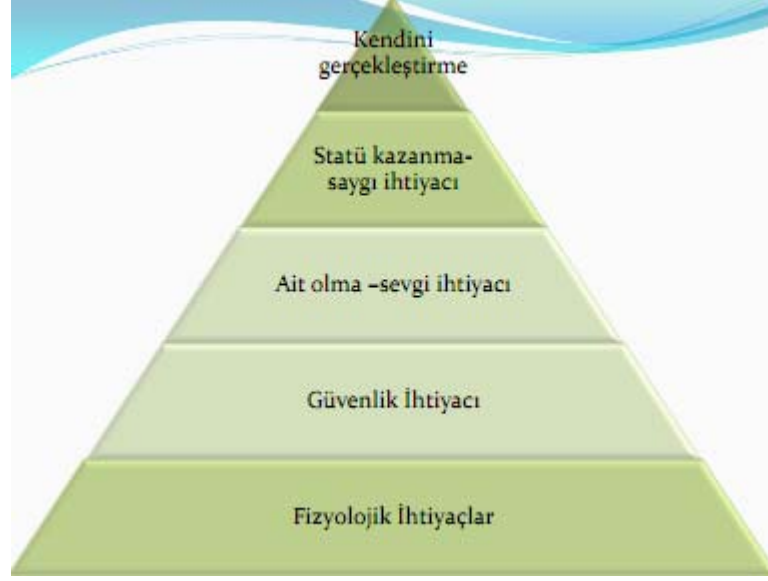 Kendini
gerçekleştirme
Statü kazanma-
saygı ihtiyacı
Ait olma –sevgi ihtiyacı
Güvenlik İhtiyacı
Fizyolojik İhtiyaçlar